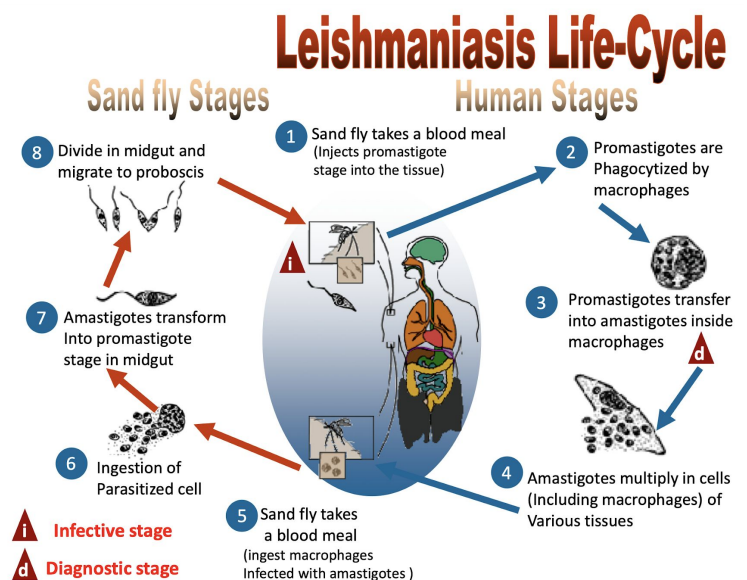 Leishmaniasis Life-Cycle
Sand fly Stages
Human Stages
1
Sand fly takes a blood meal
(Injects promastigote
stage into the tissue)
2
Promastigotes are
Phagocytized by
macrophages
3
Promastigotes transfer
into amastigotes inside
macrophages
d
4
Amastigotes multiply in cells
(Including macrophages) of
Various tissues
5
Sand fly takes
a blood meal
(ingest macrophages
Infected with amastigotes )
6
Ingestion of
Parasitized cell
7
Amastigotes transform
Into promastigote
stage in midgut
8
Divide in midgut and
migrate to proboscis
i
i Infective stage
d Diagnostic stage